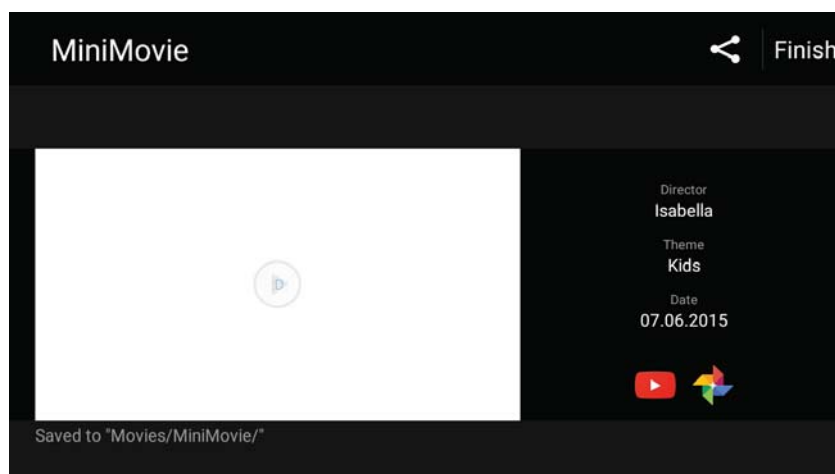 MiniMovie
Finish
Director
Isabella
Theme
Kids
Date
07.06.2015
Saved to "Movies/MiniMovie/"